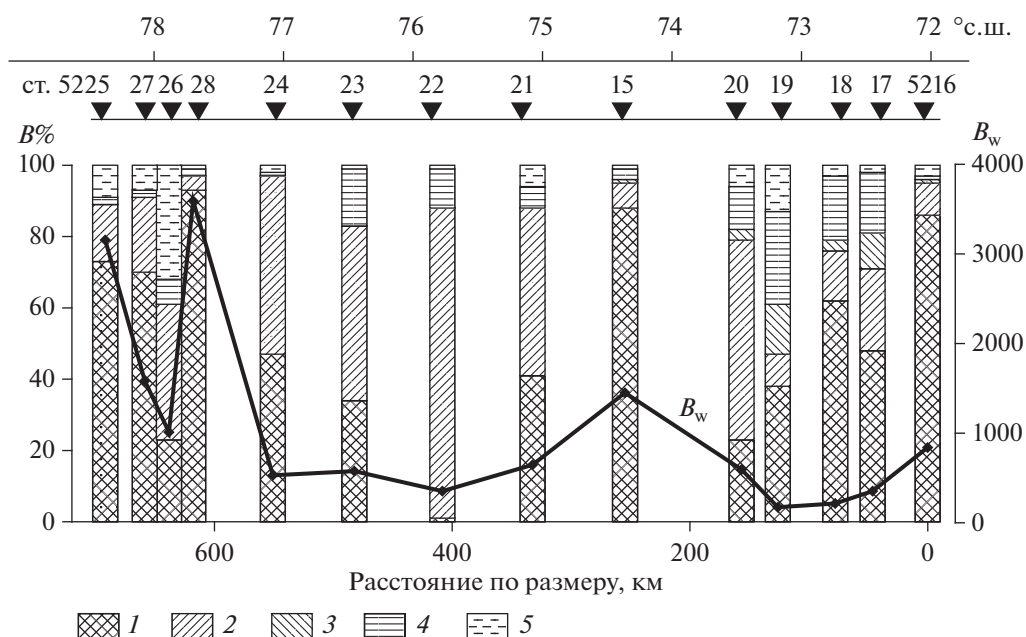 78 77 76 75 74 73 72 °с.ш.
ст. 5225 27 26 28 24 23 22 21 15 20 19 18 17 5216
B% Bw
100 4000
80 3000
60 2000
40 Bw
20 1000
0 0
600 400 200 0
Расстояние по размеру, км
1 2 3 4 5